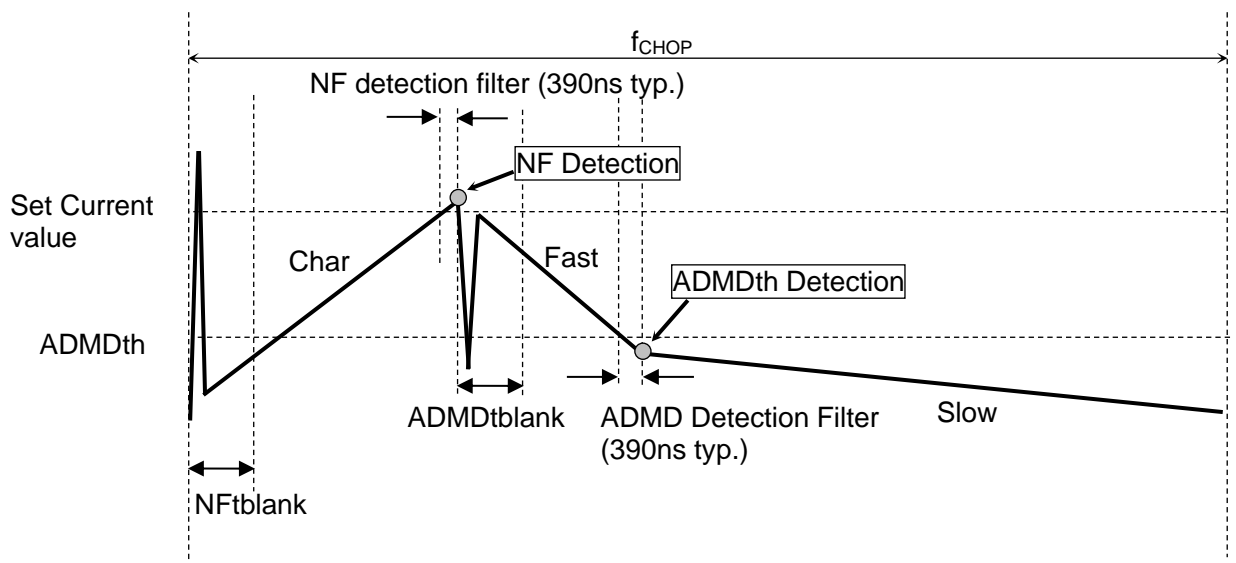 fCHOP
NF detection filter (390ns typ.)
NF Detection
Set Current
value
Char
Fast
ADMDth Detection
ADMDth
ADMDtblank
ADMD Detection Filter
(390ns typ.)
Slow
NFtblank